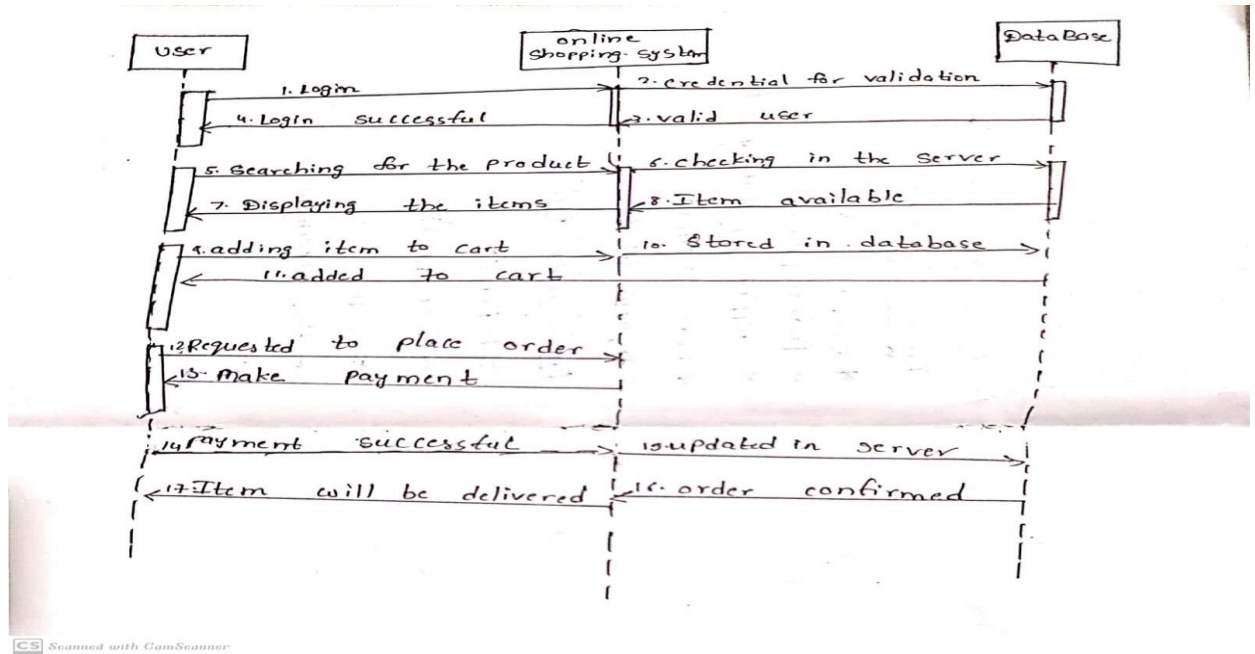 User
online
shopping-system
DataBase
1. Login
2. credential for validation
4. Login successful
3. valid user
5. Searching for the product
6. checking in the server
7. Displaying the items
8. Item available
9. adding item to cart
10. Stored in database
11. added to cart
12. Requested to place order
13. make payment
14. Payment successful
15. updated in server
17. Item will be delivered
16. order confirmed
CS Scanned with CamScanner